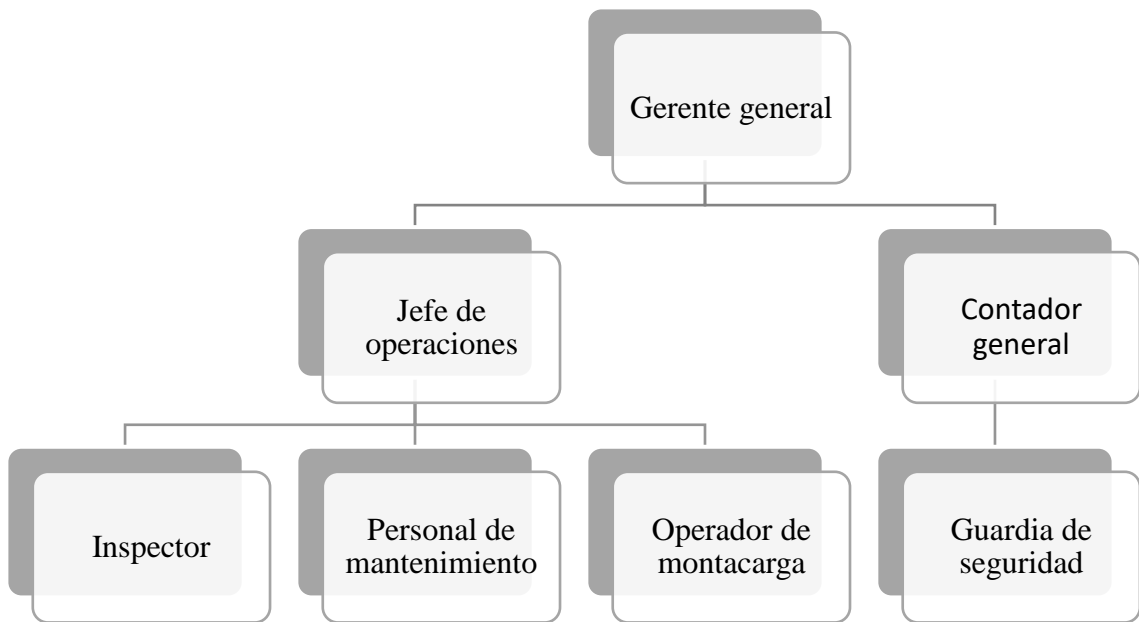 Gerente general
Jefe de
operaciones
Contador
general
Inspector
Personal de
mantenimiento
Operador de
montacarga
Guardia de
seguridad